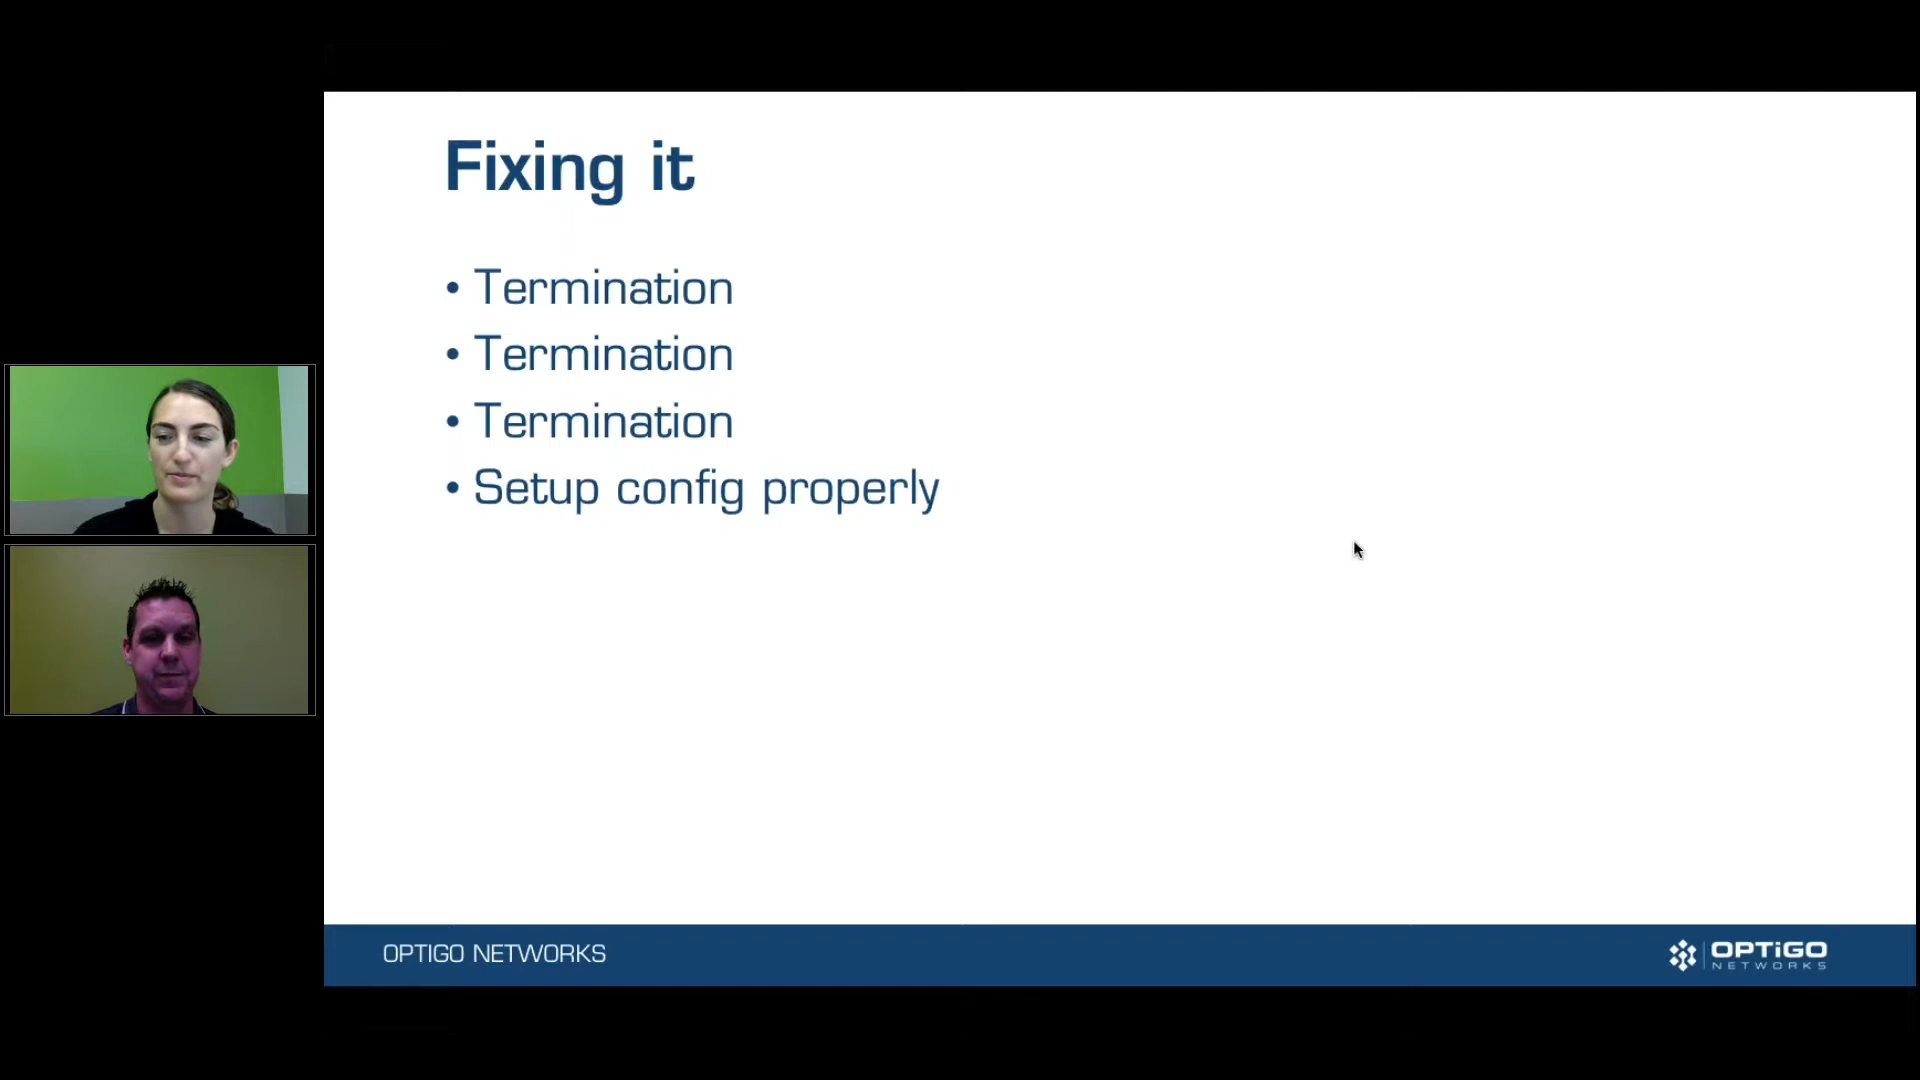 Fixing it
• Termination
• Termination
• Termination
• Setup config properly
OPTIGO NETWORKS
OPTiGO
NETWORKS